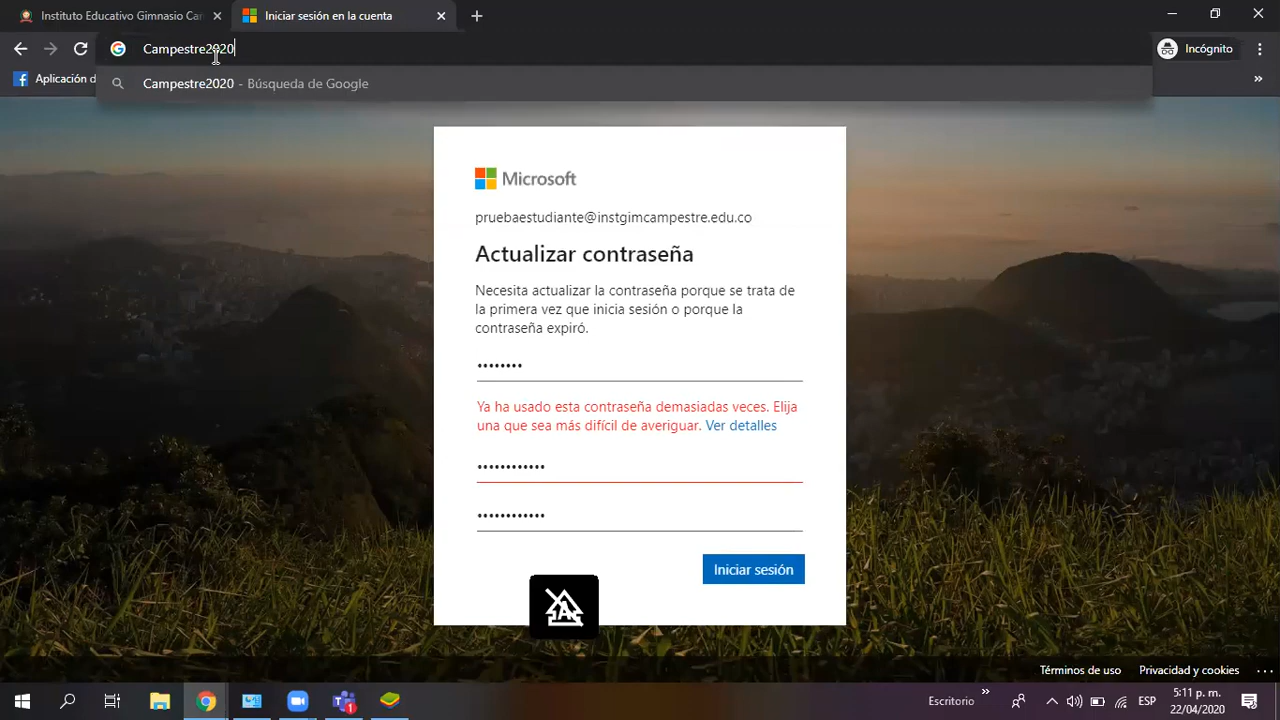 Instituto Educativo Gimnasio Car
Iniciar sesión en la cuenta
Campestre2020
Incógnito
Aplicación d
Campestre2020 - Búsqueda de Google
»
Microsoft
pruebaestudiante@instgimcampestre.edu.co
Actualizar contraseña
Necesita actualizar la contraseña porque se trata de
la primera vez que inicia sesión o porque la
contraseña expiró.
••••••••
Ya ha usado esta contraseña demasiadas veces. Elija
una que sea más difícil de averiguar. Ver detalles
••••••••••••
••••••••••••
Iniciar sesión
A
Términos de uso
Privacidad y cookies
...
Escritorio
»
ESP
5:11 p. m.
22/04/2020